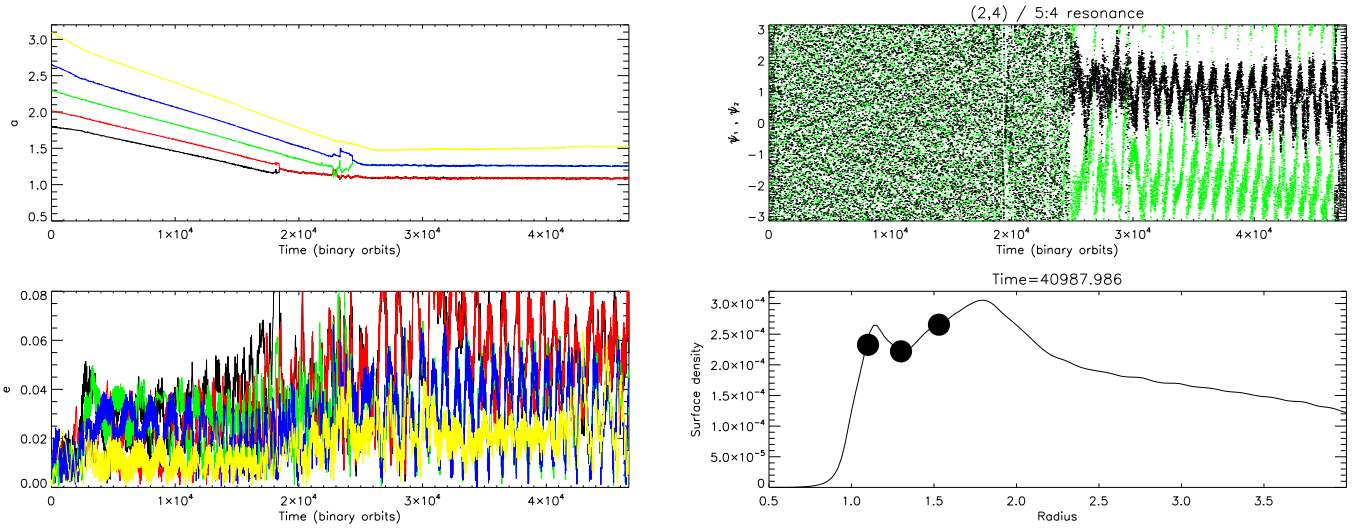 3.0
2.5
2.0
1.5
1.0
0.5
a
0 1×10⁴ 2×10⁴ 3×10⁴ 4×10⁴
Time (binary orbits)
(2,4) / 5:4 resonance
3
2
1
0
−1
−2
−3
ψ₁ , ψ₂
0 1×10⁴ 2×10⁴ 3×10⁴ 4×10⁴
Time (binary orbits)
0.08
0.06
0.04
0.02
0.00
e
0 1×10⁴ 2×10⁴ 3×10⁴ 4×10⁴
Time (binary orbits)
Time=40987.986
3.0×10⁻⁴
2.5×10⁻⁴
2.0×10⁻⁴
1.5×10⁻⁴
1.0×10⁻⁴
5.0×10⁻⁵
0
Surface density
0.5 1.0 1.5 2.0 2.5 3.0 3.5
Radius